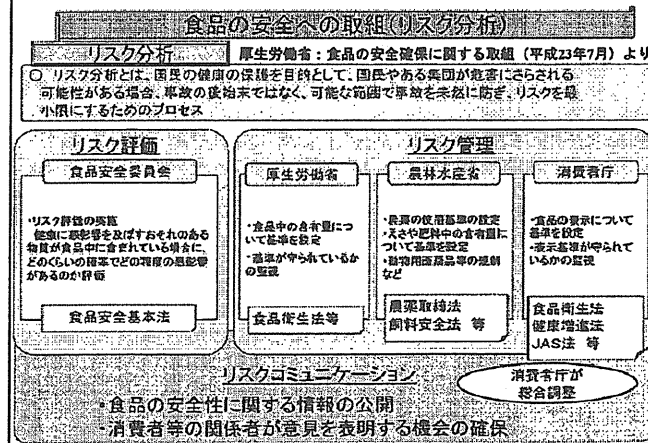 食品の安全への取組(リスク分析)
リスク分析
厚生労働省：食品の安全確保に関する取組（平成23年7月）より
○ リスク分析とは、国民の健康の保護を目的として、国民やある集団が危害にさらされる
可能性がある場合、事故の後始末ではなく、可能な範囲で事故を未然に防ぎ、リスクを最
小限にするためのプロセス
リスク評価
食品安全委員会
・リスク評価の実施
健康に悪影響を及ぼすおそれのある
物質が食品中に含まれている場合に、
どのくらいの確率でどの程度の悪影響
があるのか評価
食品安全基本法
リスク管理
厚生労働省
・食品中の含有量につ
いて基準を設定
・基準が守られているか
の監視
食品衛生法等
農林水産省
・農薬の使用基準の設定
・えさや肥料中の含有量に
ついて基準を設定
・動物用医薬品等の規制
など
農薬取締法
飼料安全法 等
消費者庁
・食品の表示について
基準を設定
・表示基準が守られて
いるかの監視
食品衛生法
健康増進法
JAS法 等
リスクコミュニケーション
・食品の安全性に関する情報の公開
・消費者等の関係者が意見を表明する機会の確保
消費者庁が
総合調整